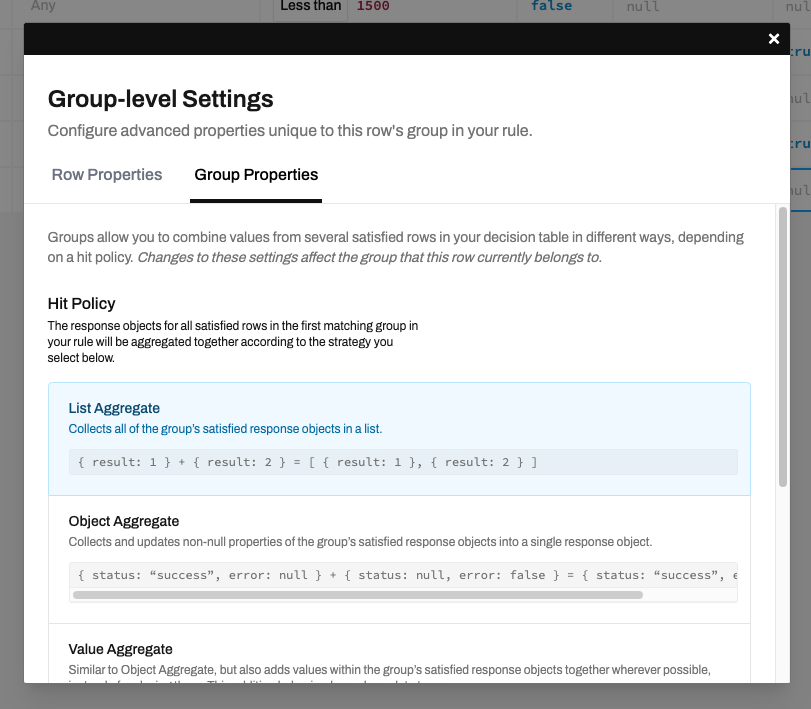 Any Less than 1500 false null nul
×
tru
Group-level Settings
nul
Configure advanced properties unique to this row's group in your rule.
tru
Row Properties Group Properties
nul
Groups allow you to combine values from several satisfied rows in your decision table in different ways, depending
on a hit policy. Changes to these settings affect the group that this row currently belongs to.
Hit Policy
The response objects for all satisfied rows in the first matching group in
your rule will be aggregated together according to the strategy you
select below.
List Aggregate
Collects all of the group’s satisfied response objects in a list.
{ result: 1 } + { result: 2 } = [ { result: 1 }, { result: 2 } ]
Object Aggregate
Collects and updates non-null properties of the group’s satisfied response objects into a single response object.
{ status: “success”, error: null } + { status: null, error: false } = { status: “success”, e
Value Aggregate
Similar to Object Aggregate, but also adds values within the group’s satisfied response objects together wherever possible,